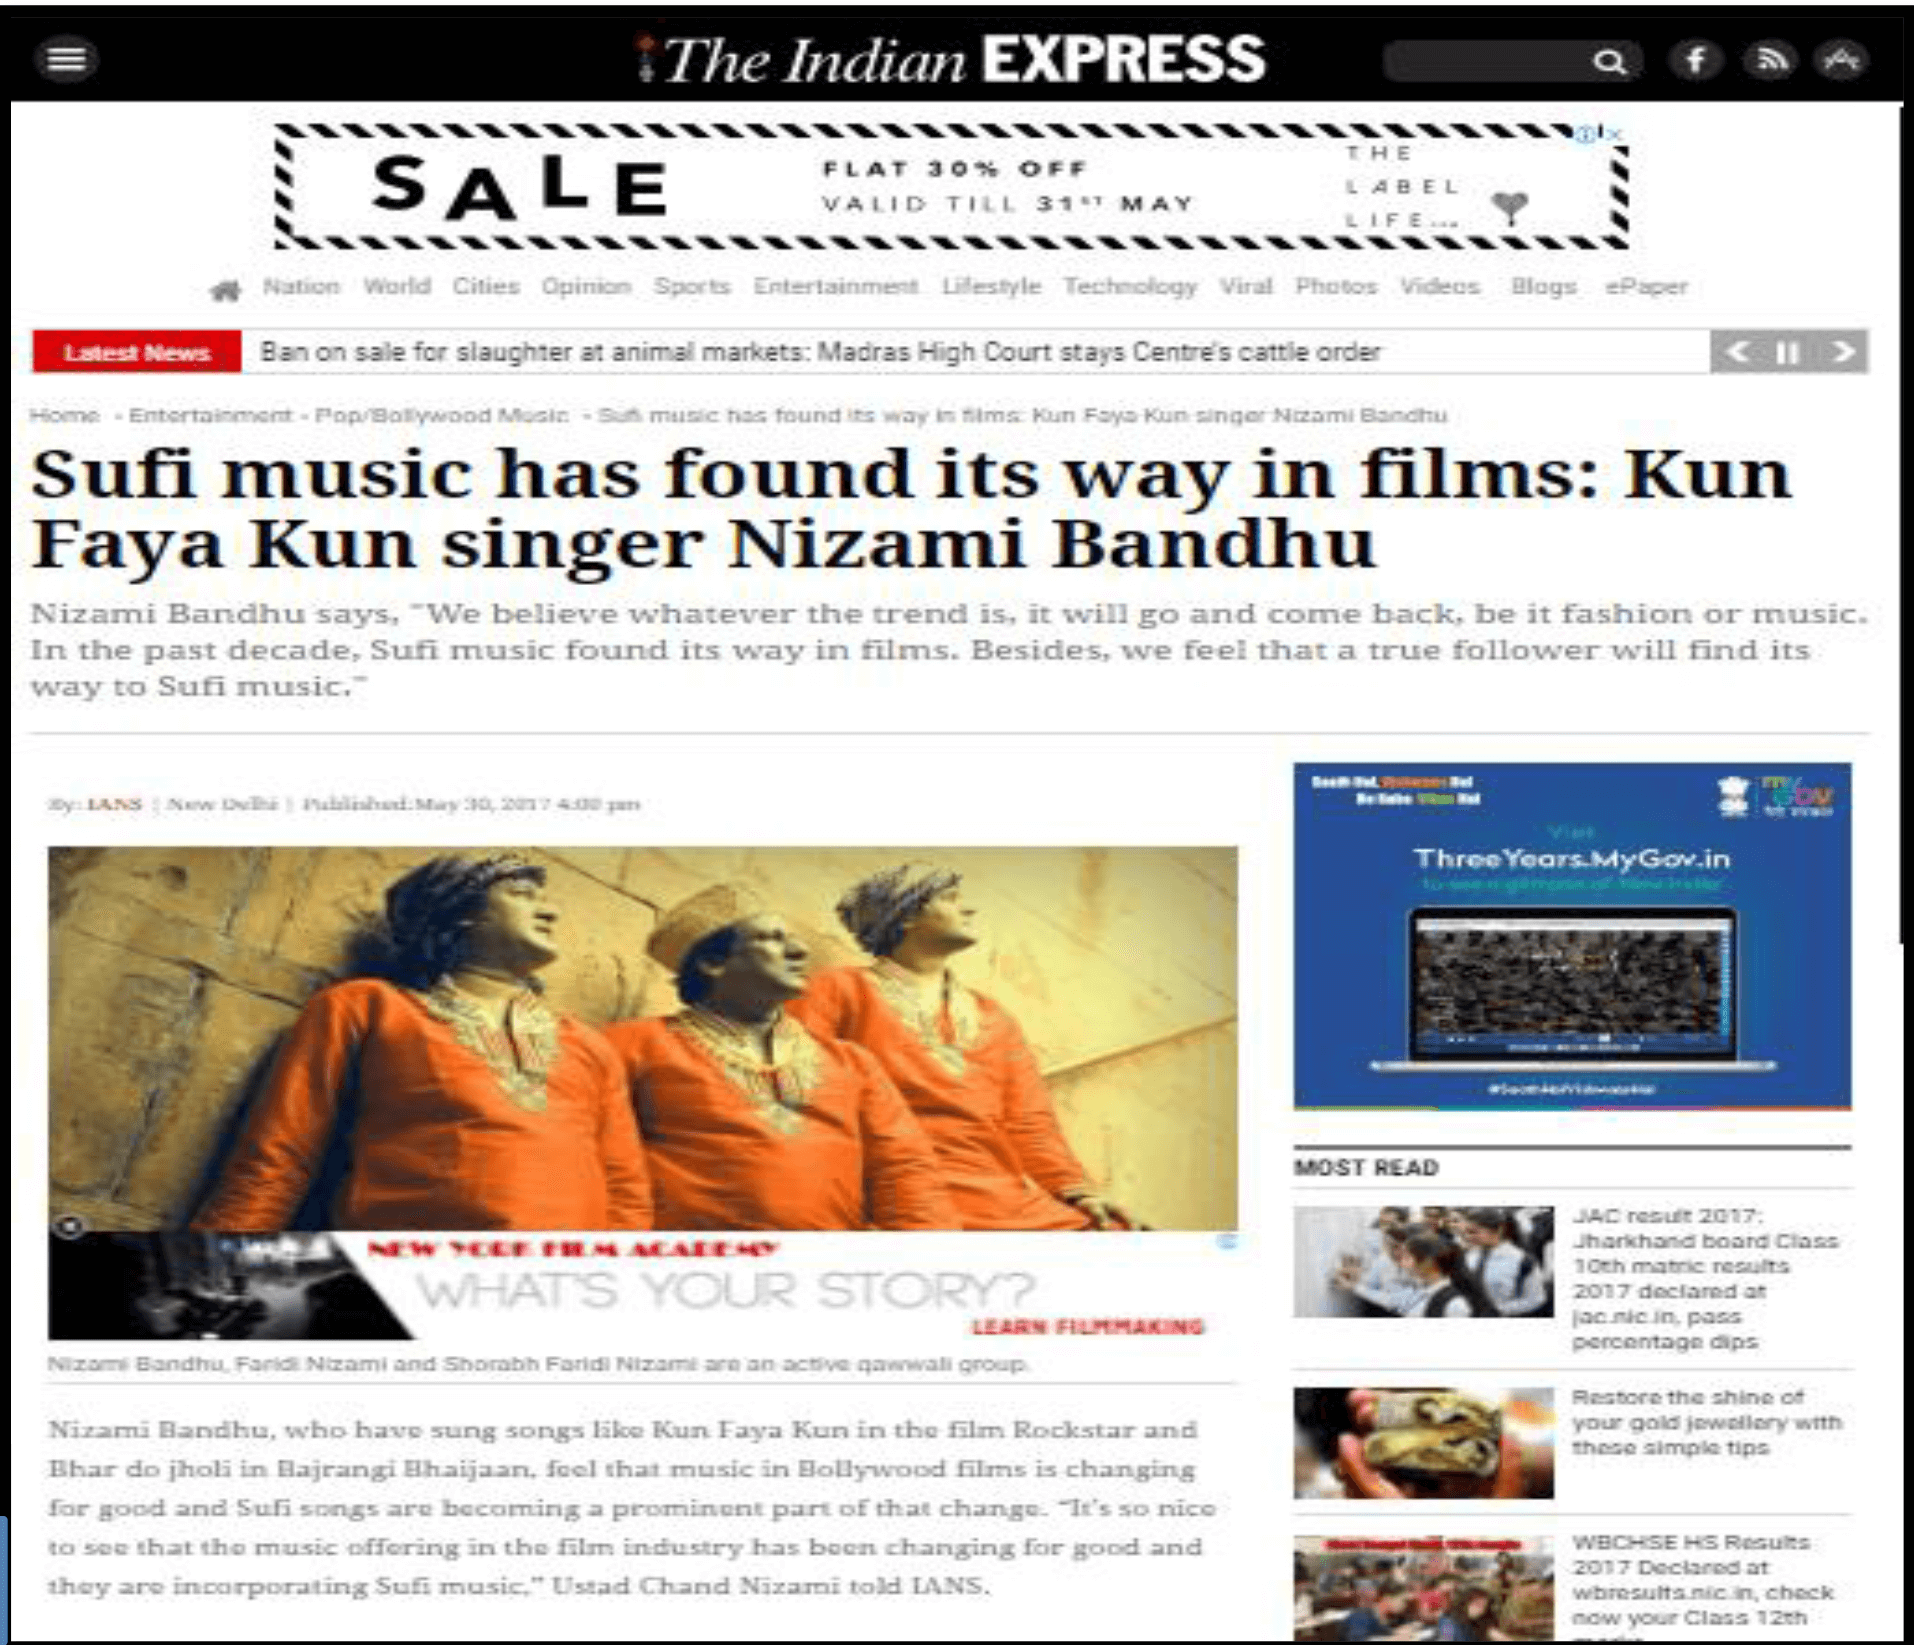 The Indian EXPRESS
SALE
FLAT 30% OFF
VALID TILL 31ST MAY
THE
LABEL
LIFE...
Nation World Cities Opinion Sports Entertainment Lifestyle Technology Viral Photos Videos Blogs ePaper
Latest News
Ban on sale for slaughter at animal markets: Madras High Court stays Centre's cattle order
Home - Entertainment - Pop/Bollywood Music - Sufi music has found its way in films: Kun Faya Kun singer Nizami Bandhu
Sufi music has found its way in films: Kun
Faya Kun singer Nizami Bandhu
Nizami Bandhu says, "We believe whatever the trend is, it will go and come back, be it fashion or music.
In the past decade, Sufi music found its way in films. Besides, we feel that a true follower will find its
way to Sufi music."
By: IANS | New Delhi | Published: May 30, 2017 4:00 pm
NEW YORK FILM ACADEMY
WHAT'S YOUR STORY?
LEARN FILMMAKING
Nizami Bandhu, Faridi Nizami and Shorabh Faridi Nizami are an active qawwali group.
Nizami Bandhu, who have sung songs like Kun Faya Kun in the film Rockstar and
Bhar do jholi in Bajrangi Bhaijaan, feel that music in Bollywood films is changing
for good and Sufi songs are becoming a prominent part of that change. “It's so nice
to see that the music offering in the film industry has been changing for good and
they are incorporating Sufi music,” Ustad Chand Nizami told IANS.
Visit
ThreeYears.MyGov.in
to see a glimpse of New India
MOST READ
JAC result 2017:
Jharkhand board Class
10th matric results
2017 declared at
jac.nic.in, pass
percentage dips
Restore the shine of
your gold jewellery with
these simple tips
WBCHSE HS Results
2017 Declared at
wbresults.nic.in, check
now your Class 12th